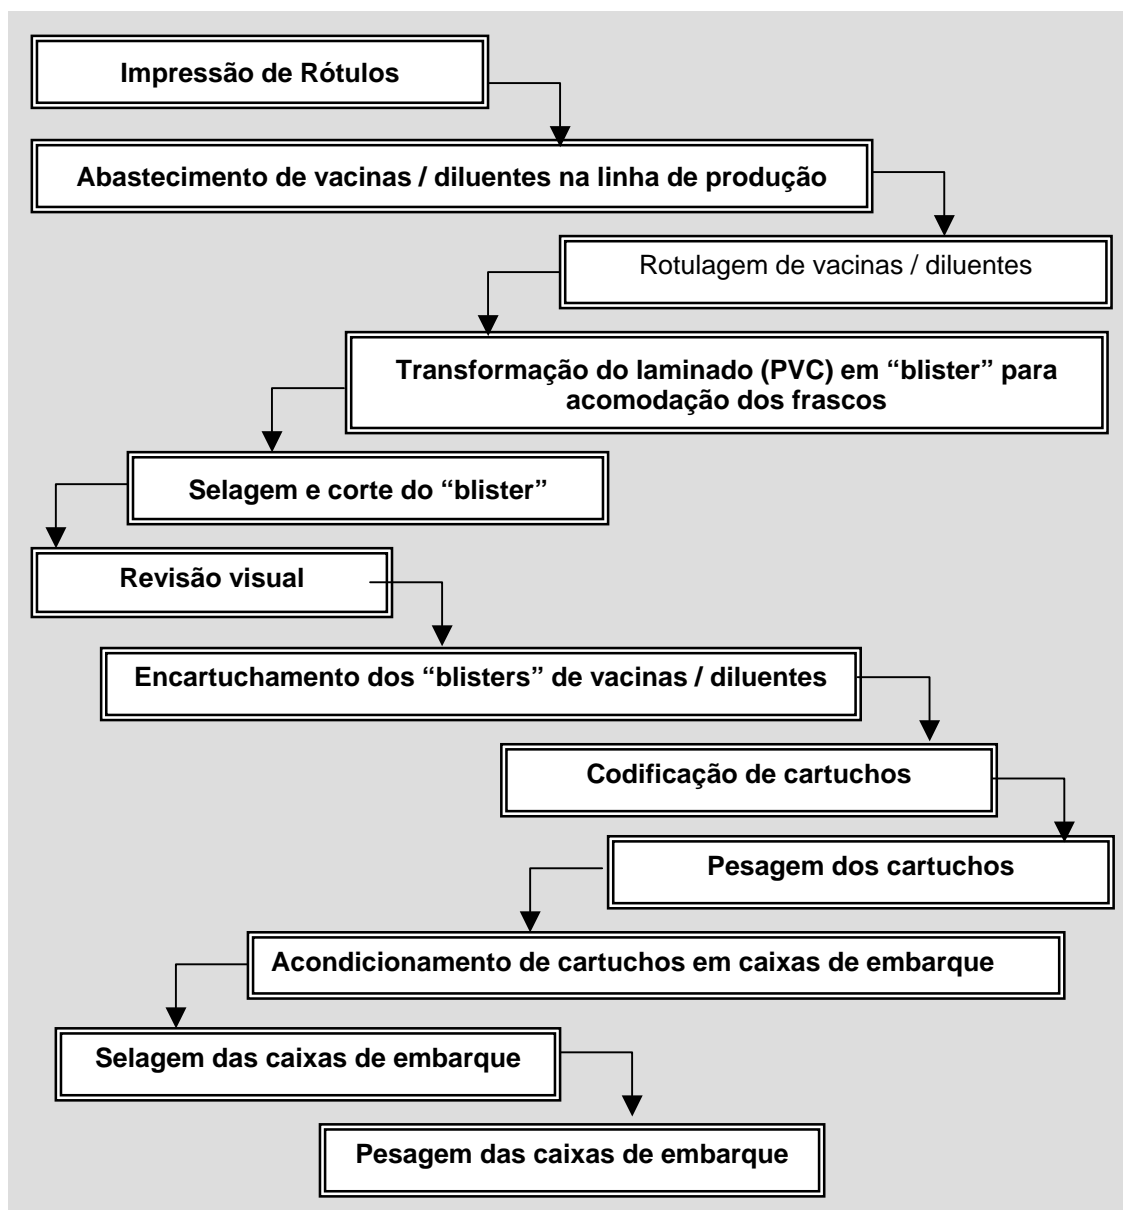 Impressão de Rótulos
Abastecimento de vacinas / diluentes na linha de produção
Rotulagem de vacinas / diluentes
Transformação do laminado (PVC) em “blister” para
acomodação dos frascos
Selagem e corte do “blister”
Revisão visual
Encartuchamento dos “blisters” de vacinas / diluentes
Codificação de cartuchos
Pesagem dos cartuchos
Acondicionamento de cartuchos em caixas de embarque
Selagem das caixas de embarque
Pesagem das caixas de embarque